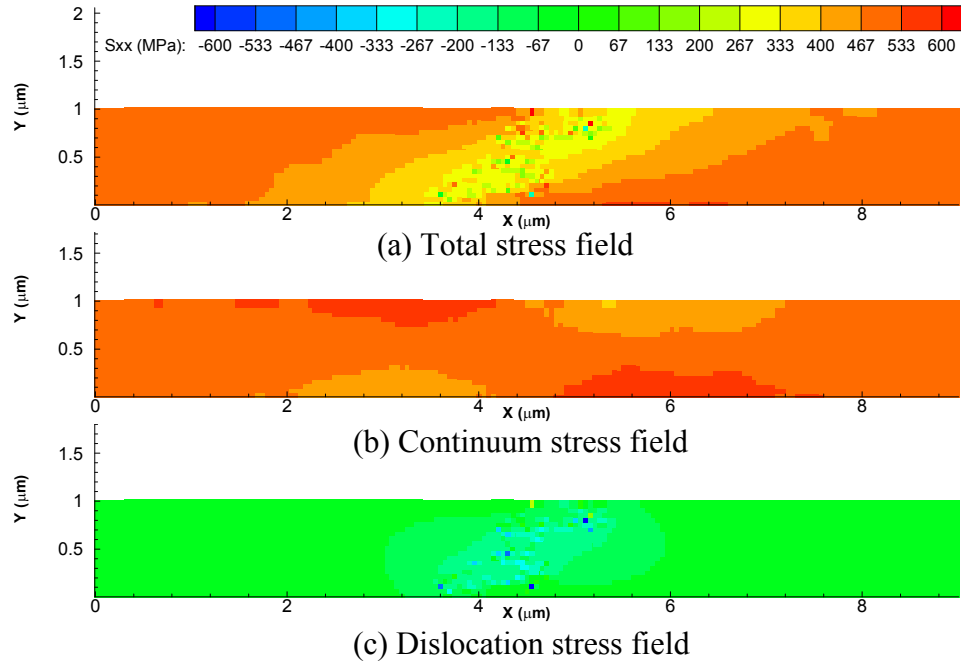 2
Sxx (MPa): -600 -533 -467 -400 -333 -267 -200 -133 -67 0 67 133 200 267 333 400 467 533 600
1.5
Y (μm)
1
0.5
0 2 4 6 8
X (μm)
(a) Total stress field
Y (μm)
1.5
1
0.5
0 2 4 6 8
X (μm)
(b) Continuum stress field
Y (μm)
1.5
1
0.5
0 2 4 6 8
X (μm)
(c) Dislocation stress field